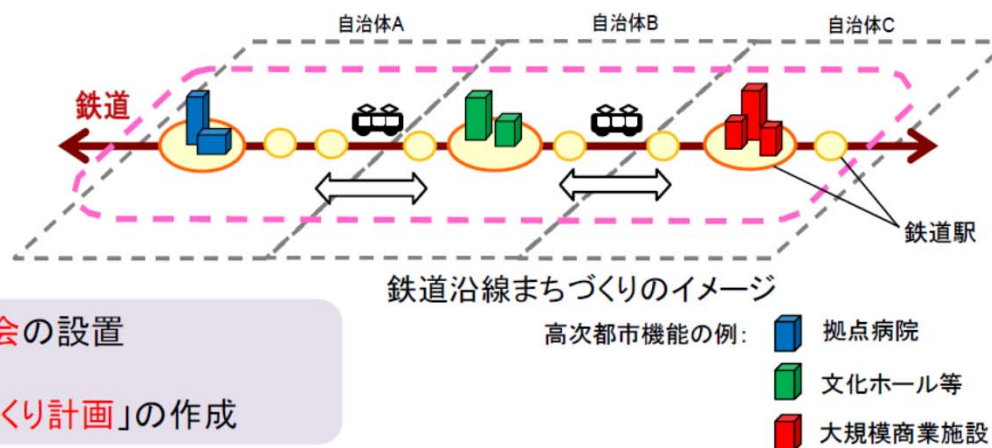 自治体A
自治体B
自治体C
鉄道
鉄道駅
鉄道沿線まちづくりのイメージ
会の設置
くり計画」の作成
高次都市機能の例:
拠点病院
文化ホール等
大規模商業施設